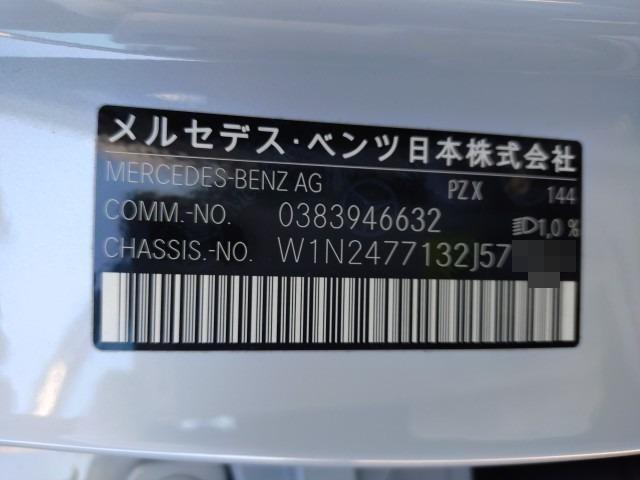 メルセデス・ベンツ日本株式会社
MERCEDES-BENZ AG PZX 144
COMM.-NO. 0383946632 1,0 %
CHASSIS.-NO. W1N2477132J57